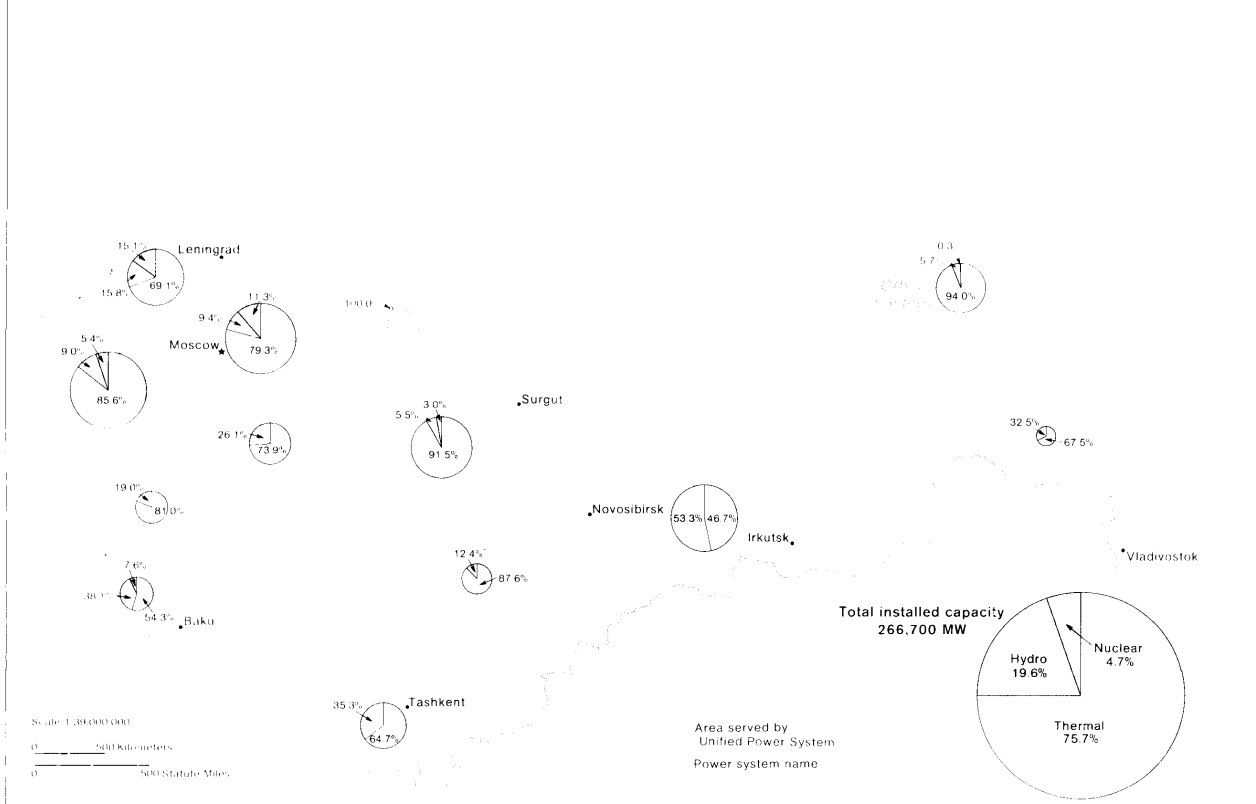 15.1%
Leningrad
15.8%
69.1%
0.3
5.7
94.0%
11.3%
9.4%
Moscow
79.3%
5.4%
9.0%
85.6%
Surgut
3.0%
5.5%
91.5%
26.1%
73.9%
32.5%
67.5%
19.0%
81.0%
Novosibirsk
53.3%
46.7%
Irkutsk
Vladivostok
7.6%
54.3%
Baku
12.4%
87.6%
Total installed capacity
266,700 MW
Nuclear
4.7%
Hydro
19.6%
Thermal
75.7%
35.3%
Tashkent
64.7%
Scale 1:39,000,000
0 500 Kilometers
0 500 Statute Miles
Area served by
Unified Power System
Power system name